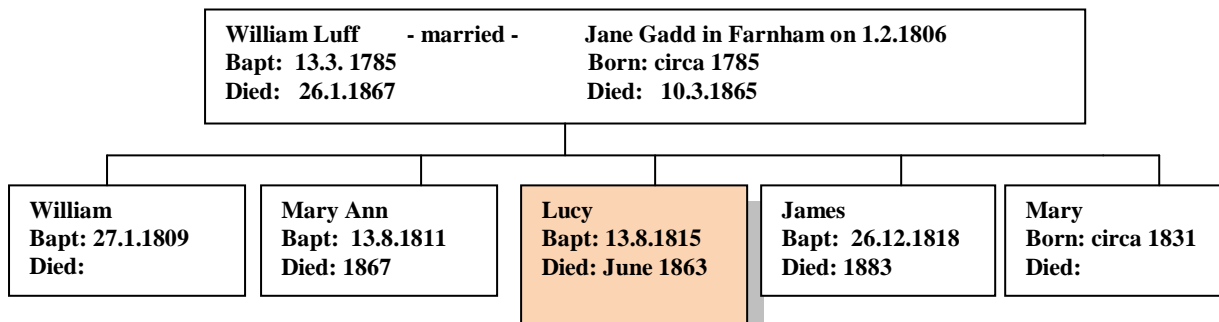 William Luff - married - Jane Gadd in Farnham on 1.2.1806
Bapt: 13.3. 1785 Born: circa 1785
Died: 26.1.1867 Died: 10.3.1865
William
Bapt: 27.1.1809
Died:
Mary Ann
Bapt: 13.8.1811
Died: 1867
Lucy
Bapt: 13.8.1815
Died: June 1863
James
Bapt: 26.12.1818
Died: 1883
Mary
Born: circa 1831
Died: